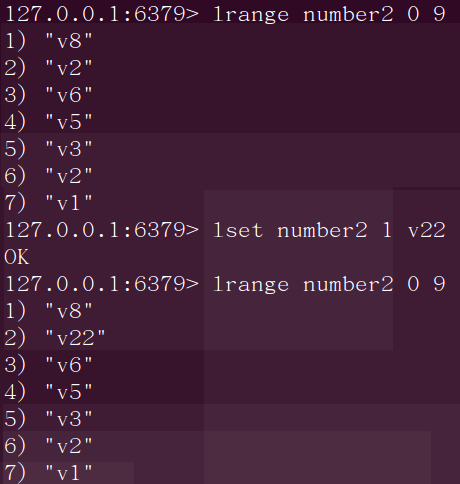 127.0.0.1:6379> lrange number2 0 9
1) "v8"
2) "v2"
3) "v6"
4) "v5"
5) "v3"
6) "v2"
7) "v1"
127.0.0.1:6379> lset number2 1 v22
OK
127.0.0.1:6379> lrange number2 0 9
1) "v8"
2) "v22"
3) "v6"
4) "v5"
5) "v3"
6) "v2"
7) "v1"